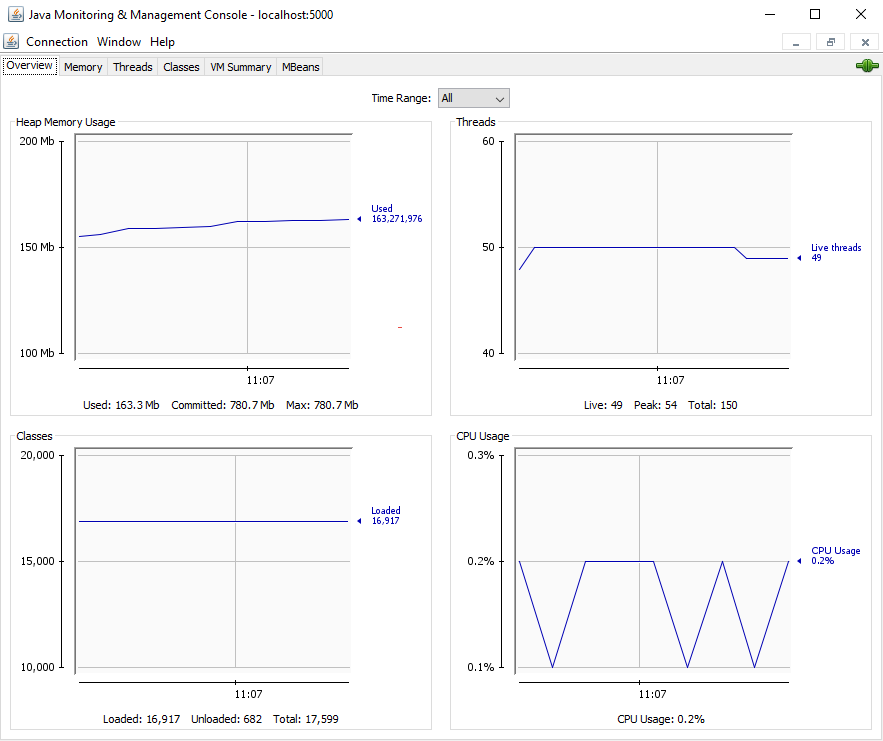 Java Monitoring & Management Console - localhost:5000
Connection Window Help
Overview Memory Threads Classes VM Summary MBeans
Time Range: All
Heap Memory Usage
200 Mb
150 Mb
100 Mb
Used
163,271,976
11:07
Used: 163.3 Mb Committed: 780.7 Mb Max: 780.7 Mb
Threads
60
50
40
Live threads
49
11:07
Live: 49 Peak: 54 Total: 150
Classes
20,000
15,000
10,000
Loaded
16,917
11:07
Loaded: 16,917 Unloaded: 682 Total: 17,599
CPU Usage
0.3%
0.2%
0.1%
CPU Usage
0.2%
11:07
CPU Usage: 0.2%